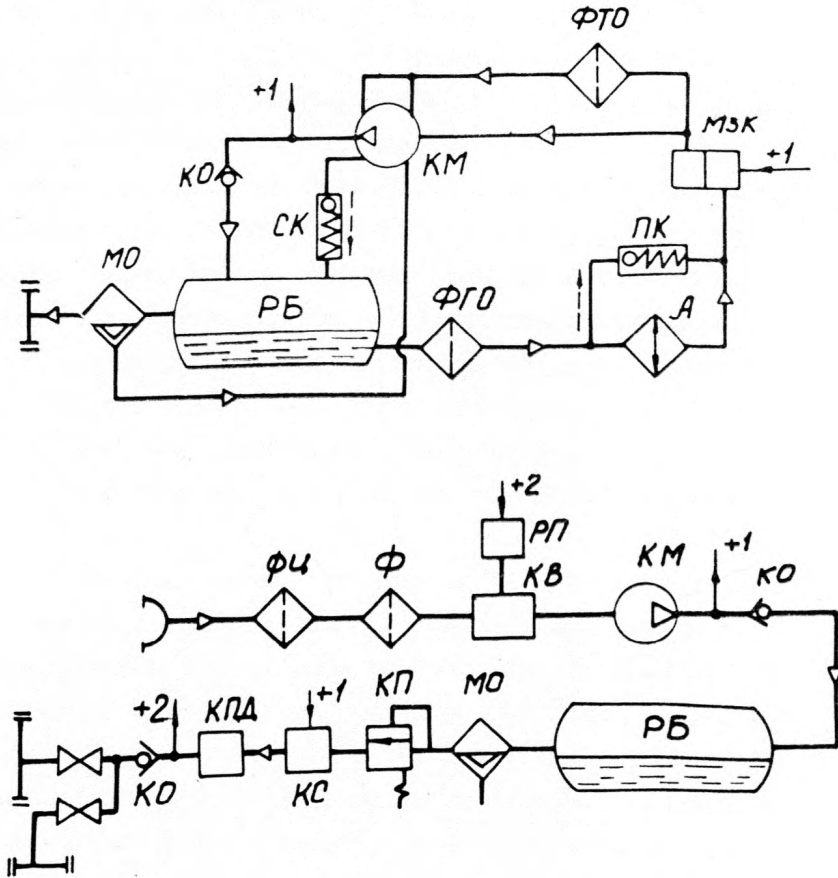 ФТО
+1
МЗК
КО
КМ
+1
СК
ПК
МО
РБ
ФГО
А
+2
РП
ФЦ
Ф
КВ
КМ
+1
КО
+2
КПД
+1
КП
МО
РБ
КО
КС